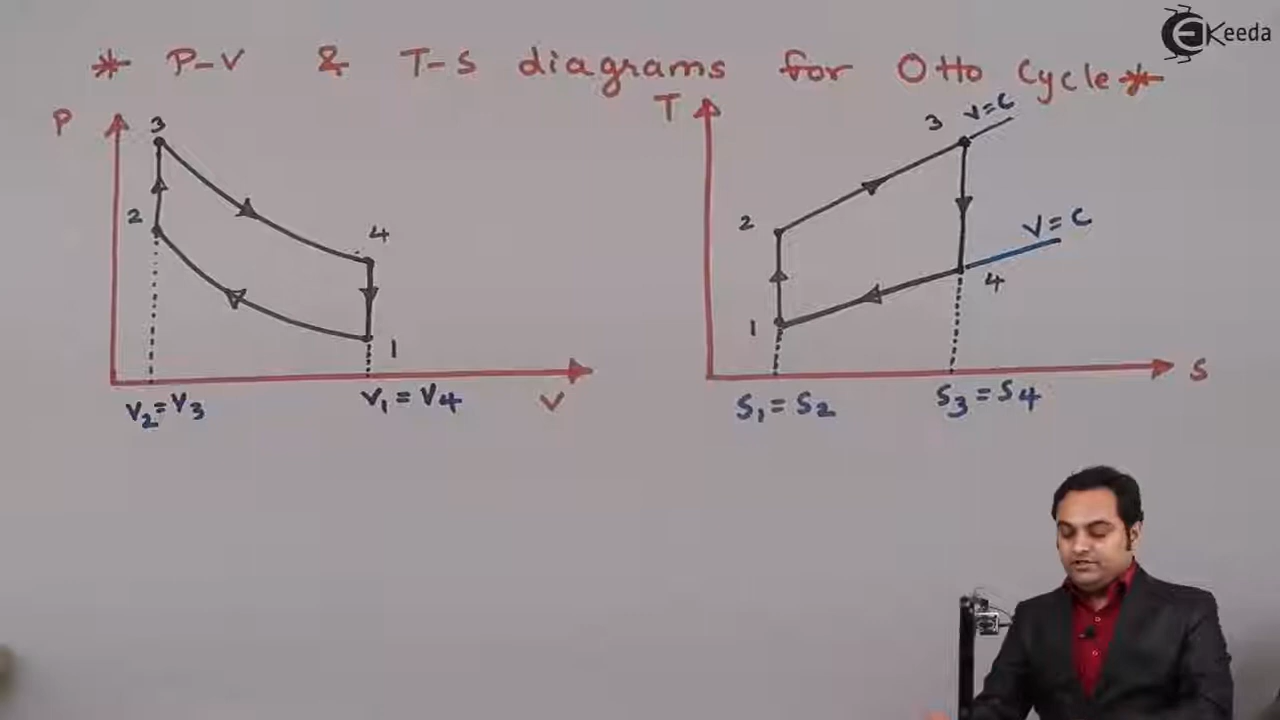 Keeda
* P-V & T-S diagrams for Otto Cycle *
P
3
2
4
1
V₂=V₃
V₁ = V₄
V
T
3
V=C
2
V= C
4
1
S₁ = S₂
S₃ = S₄
S